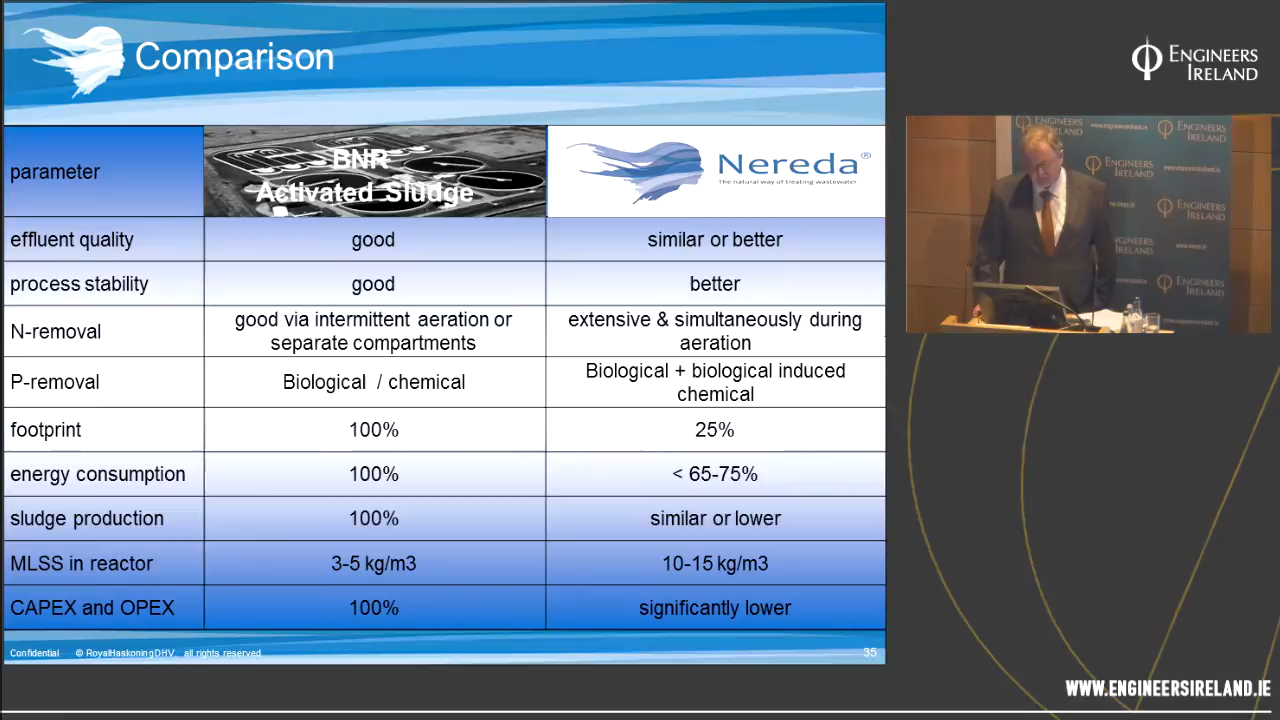 Comparison
ENGINEERS
IRELAND
parameter
BNR
Activated Sludge
Nereda®
The natural way of treating wastewater
effluent quality
good
similar or better
process stability
good
better
N-removal
good via intermittent aeration or
separate compartments
extensive & simultaneously during
aeration
P-removal
Biological / chemical
Biological + biological induced
chemical
footprint
100%
25%
energy consumption
100%
< 65-75%
sludge production
100%
similar or lower
MLSS in reactor
3-5 kg/m3
10-15 kg/m3
CAPEX and OPEX
100%
significantly lower
Confidential © RoyalHaskoningDHV all rights reserved
35
ENGINEERS
IRELAND
WWW.ENGINEERSIRELAND.IE